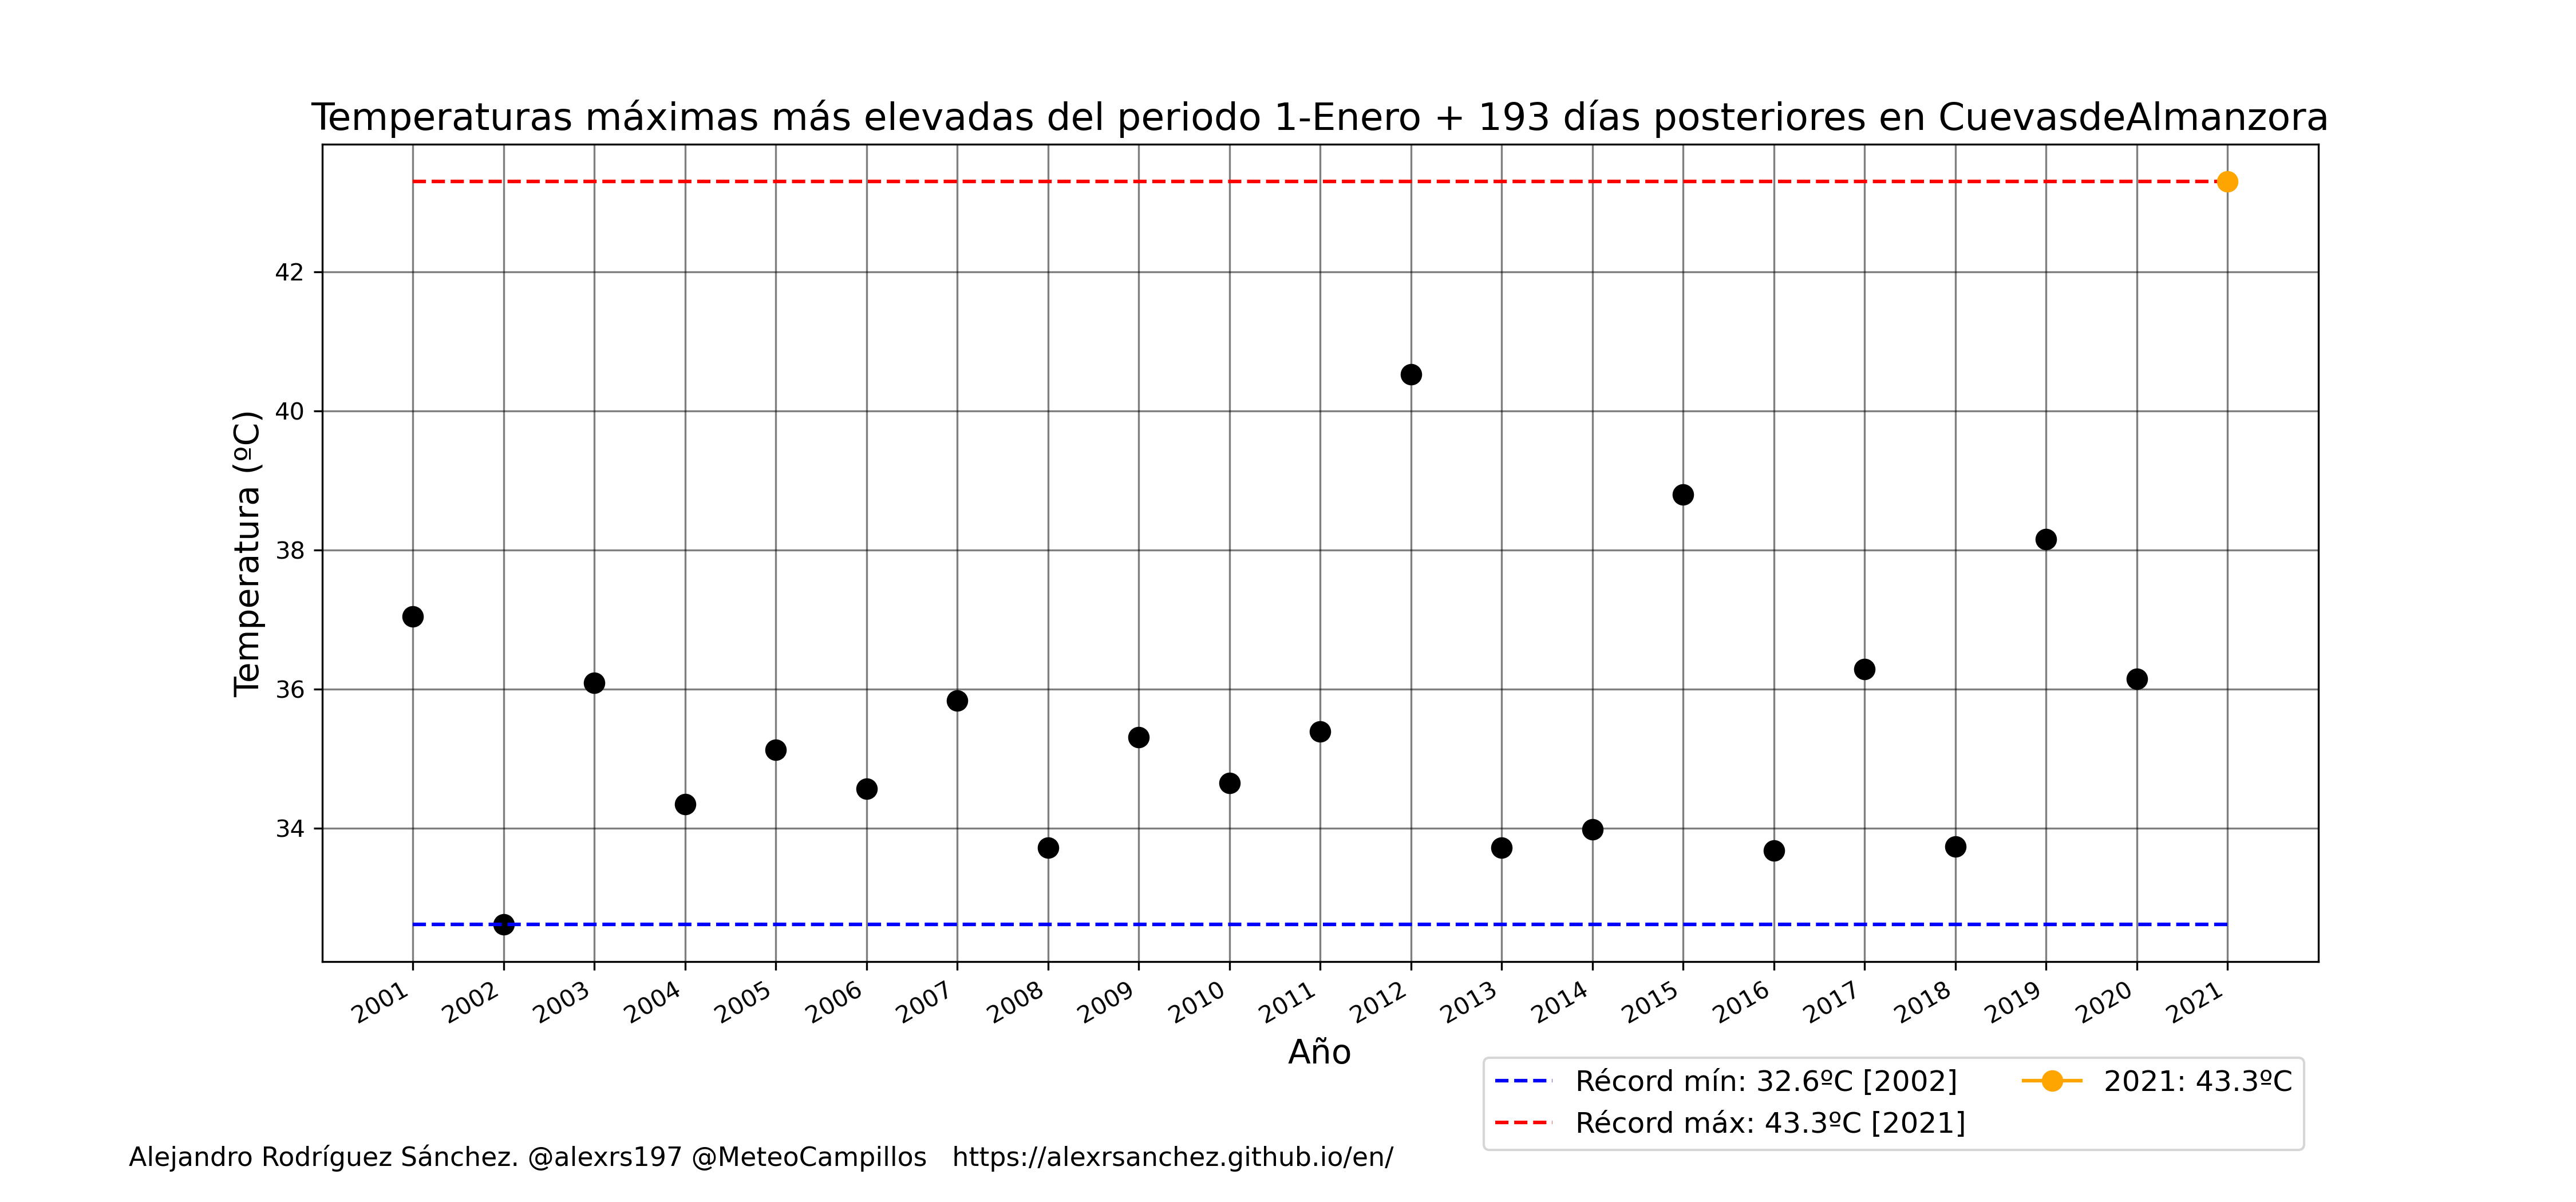 Temperaturas máximas más elevadas del periodo 1-Enero + 193 días posteriores en CuevasdeAlmanzora
Temperatura (ºC)
42
40
38
36
34
2001 2002 2003 2004 2005 2006 2007 2008 2009 2010 2011 2012 2013 2014 2015 2016 2017 2018 2019 2020 2021
Año
Récord mín: 32.6ºC [2002]
Récord máx: 43.3ºC [2021]
2021: 43.3ºC
Alejandro Rodríguez Sánchez. @alexrs197 @MeteoCampillos https://alexrsanchez.github.io/en/